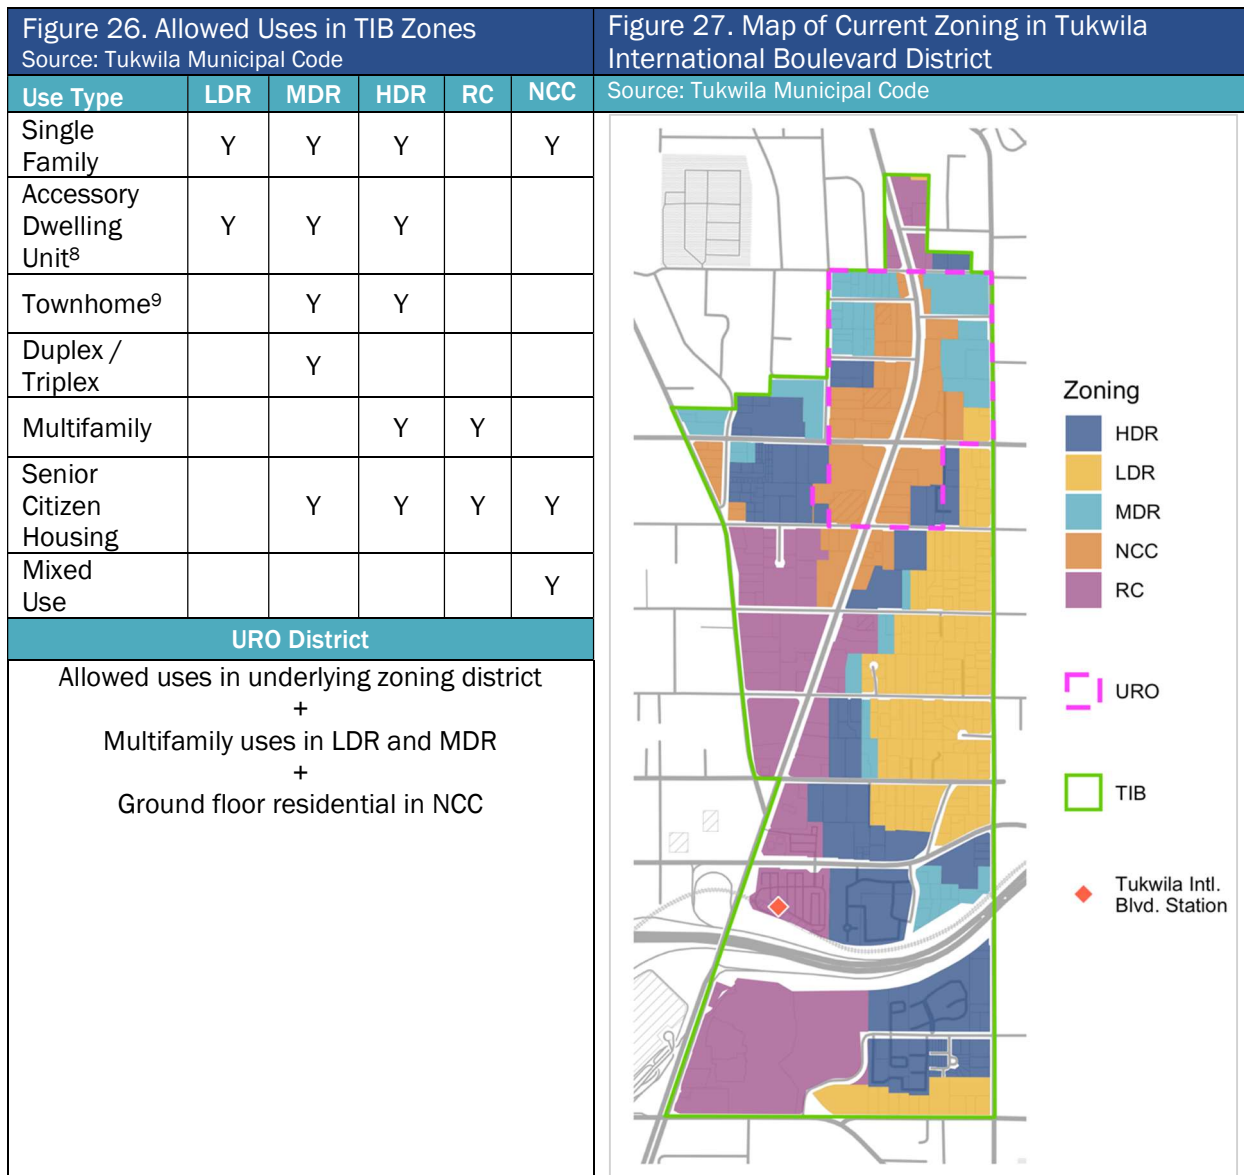 Figure 26. Allowed Uses in TIB Zones
Source: Tukwila Municipal Code
Use Type LDR MDR HDR RC NCC
Single
Family Y Y Y Y
Accessory
Dwelling
Unit⁸ Y Y Y
Townhome⁹ Y Y
Duplex /
Triplex Y
Multifamily Y Y
Senior
Citizen
Housing Y Y Y Y
Mixed
Use Y
URO District
Allowed uses in underlying zoning district
+
Multifamily uses in LDR and MDR
+
Ground floor residential in NCC
Figure 27. Map of Current Zoning in Tukwila
International Boulevard District
Source: Tukwila Municipal Code
Zoning
HDR
LDR
MDR
NCC
RC
URO
TIB
Tukwila Intl.
Blvd. Station